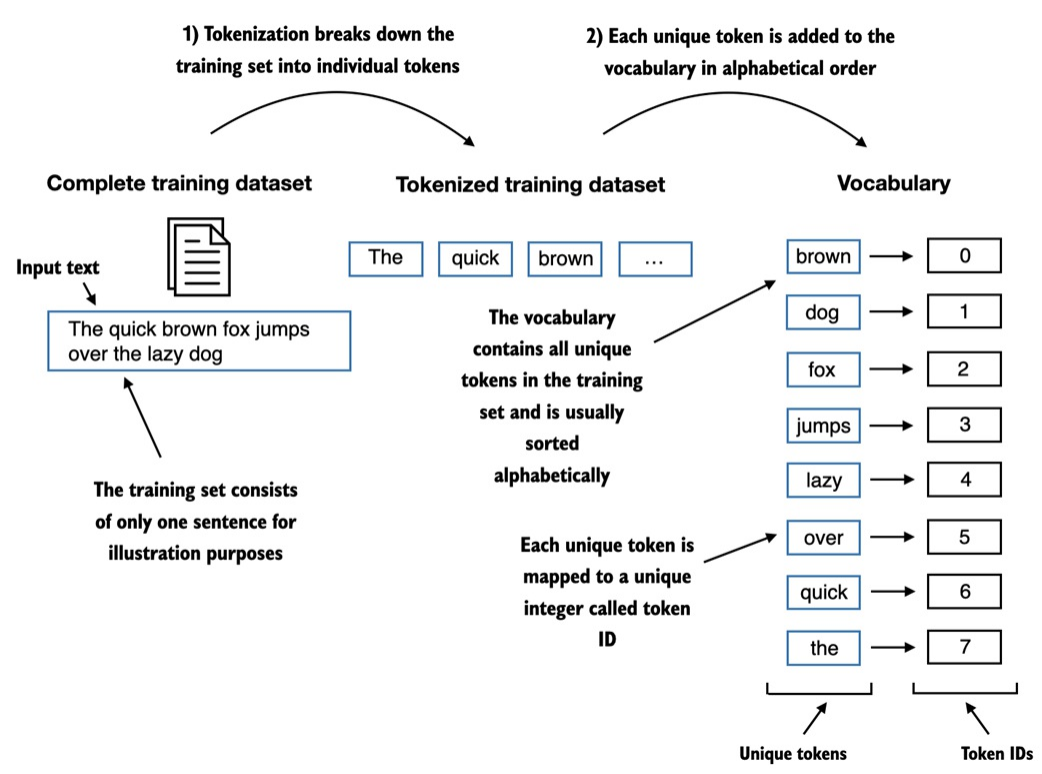 1) Tokenization breaks down the
training set into individual tokens
2) Each unique token is added to the
vocabulary in alphabetical order
Complete training dataset
Tokenized training dataset
Vocabulary
Input text
The quick brown fox jumps
over the lazy dog
The training set consists
of only one sentence for
illustration purposes
The
quick
brown
...
The vocabulary
contains all unique
tokens in the training
set and is usually
sorted
alphabetically
Each unique token is
mapped to a unique
integer called token
ID
brown
0
dog
1
fox
2
jumps
3
lazy
4
over
5
quick
6
the
7
Unique tokens
Token IDs